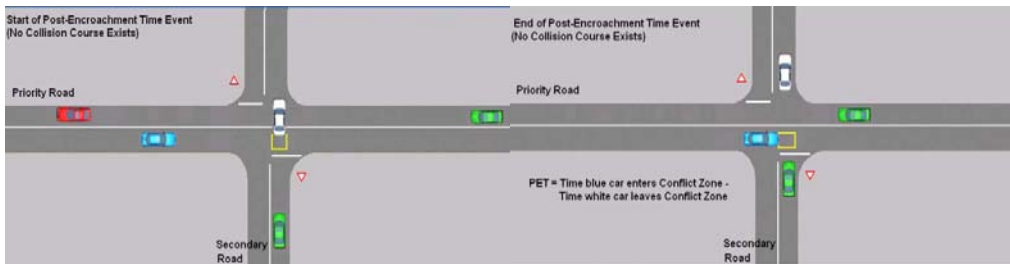 Start of Post-Encroachment Time Event
(No Collision Course Exists)
Priority Road
Secondary
Road
End of Post-Encroachment Time Event
(No Collision Course Exists)
Priority Road
PET = Time blue car enters Conflict Zone -
Time white car leaves Conflict Zone
Secondary
Road